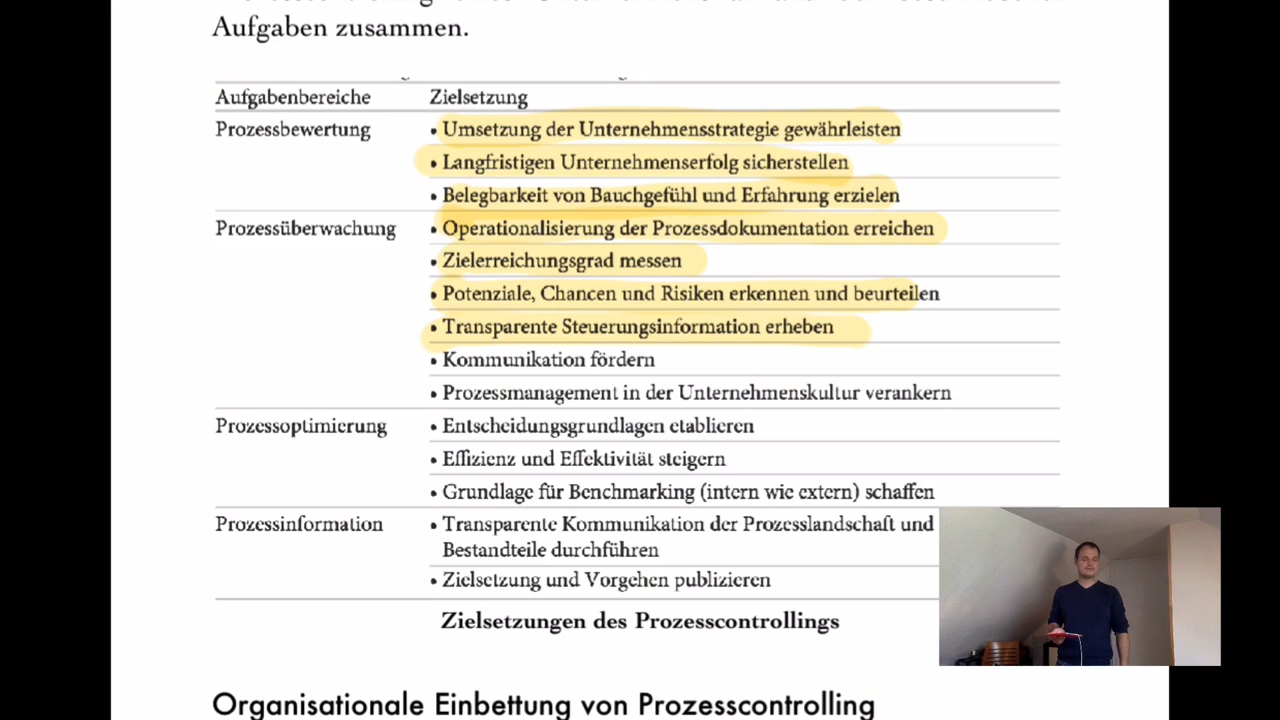 Aufgaben zusammen.
Aufgabenbereiche Zielsetzung
Prozessbewertung • Umsetzung der Unternehmensstrategie gewährleisten
• Langfristigen Unternehmenserfolg sicherstellen
• Belegbarkeit von Bauchgefühl und Erfahrung erzielen
Prozessüberwachung • Operationalisierung der Prozessdokumentation erreichen
• Zielerreichungsgrad messen
• Potenziale, Chancen und Risiken erkennen und beurteilen
• Transparente Steuerungsinformation erheben
• Kommunikation fördern
• Prozessmanagement in der Unternehmenskultur verankern
Prozessoptimierung • Entscheidungsgrundlagen etablieren
• Effizienz und Effektivität steigern
• Grundlage für Benchmarking (intern wie extern) schaffen
Prozessinformation • Transparente Kommunikation der Prozesslandschaft und
Bestandteile durchführen
• Zielsetzung und Vorgehen publizieren
Zielsetzungen des Prozesscontrollings
Organisationale Einbettung von Prozesscontrolling